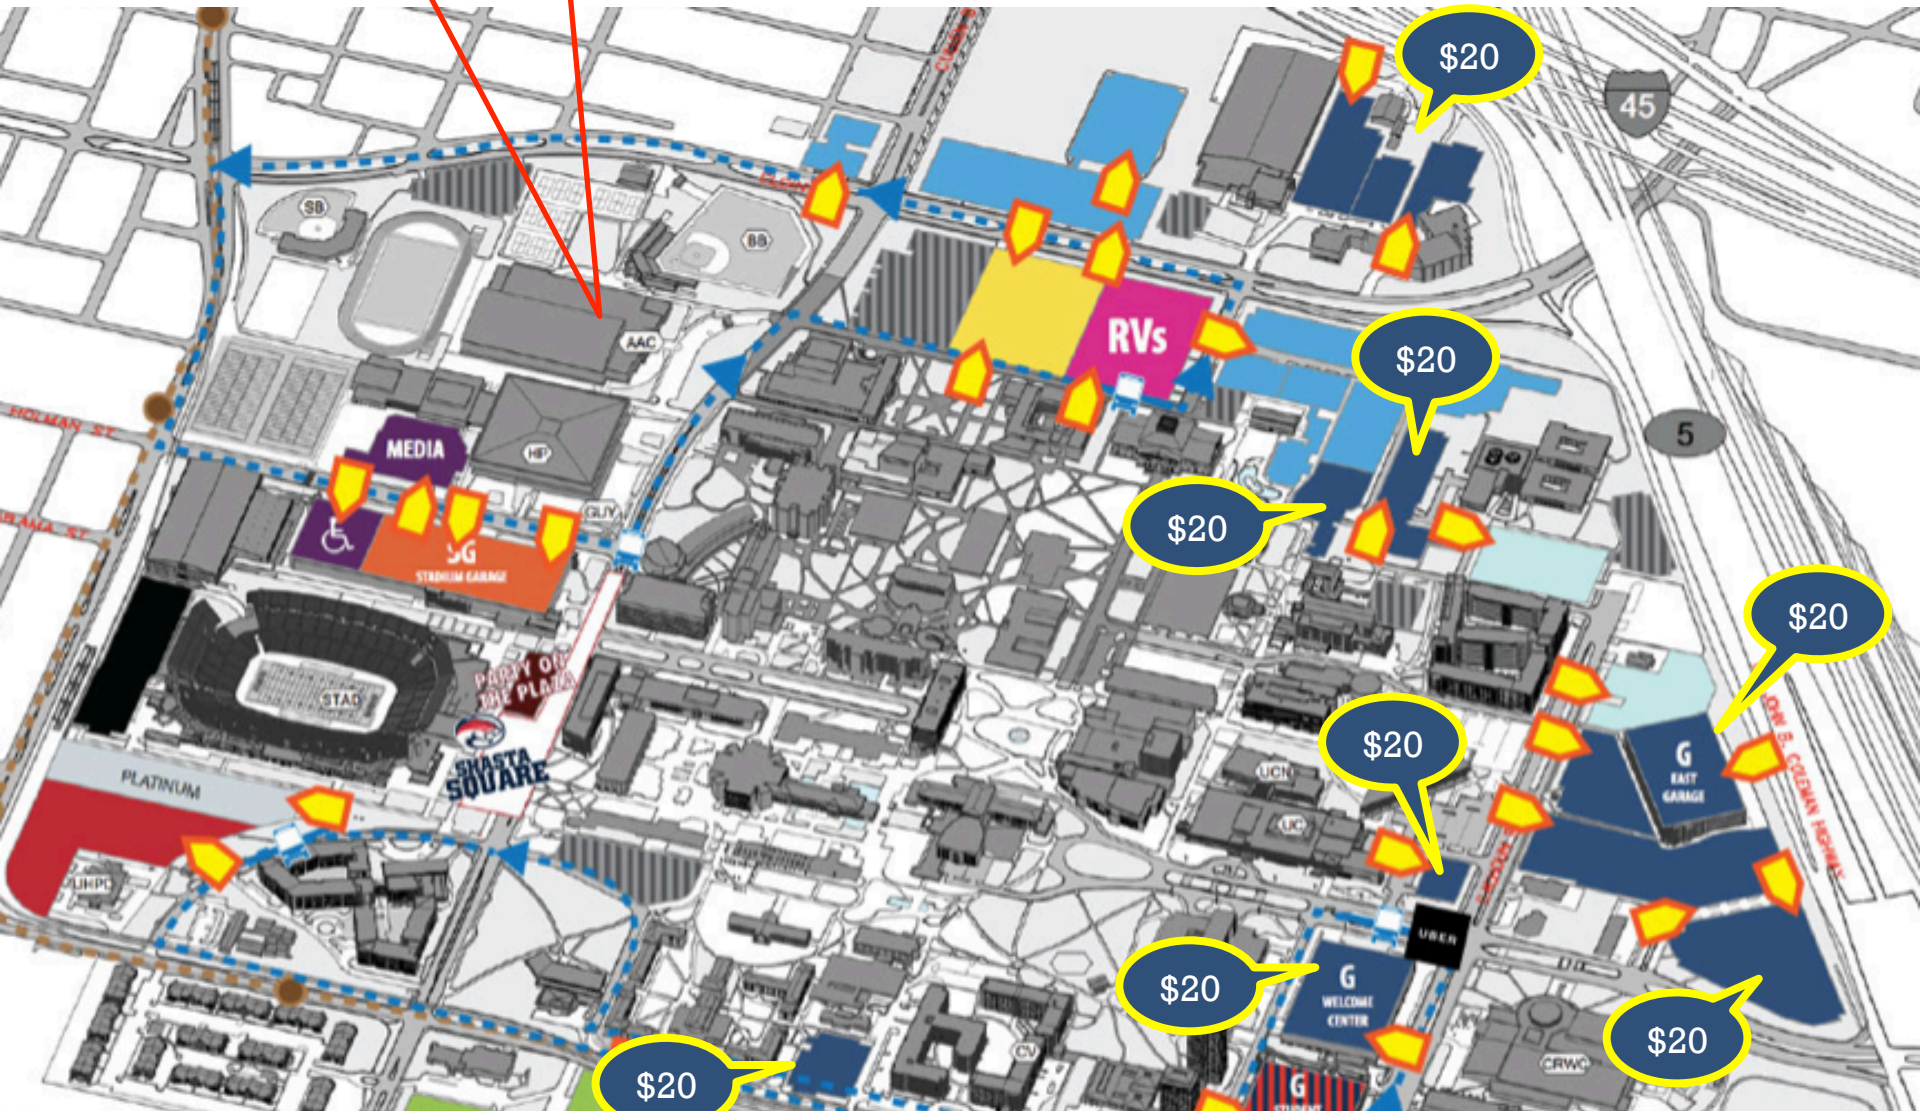 $20
45
SB
BB
RVs
AAC
$20
5
HOLMAN ST
MEDIA
HP
GUY
$20
SG
STADIUM GARAGE
$20
PARTY ON
THE PLAZA
STAD
$20
SHASTA
SQUARE
PLATINUM
G
EAST
GARAGE
UCN
UC
UHPD
UBER
$20
G
WELCOME
CENTER
$20
CV
CRWC
$20
G